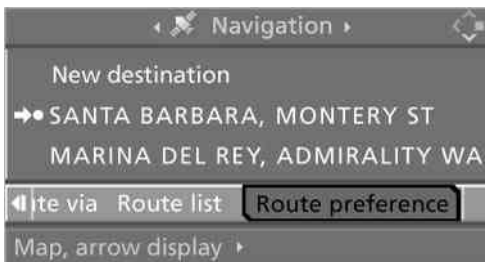 Navigation
New destination
SANTA BARBARA, MONTERY ST
MARINA DEL REY, ADMIRALITY WA
ite via Route list Route preference
Map, arrow display